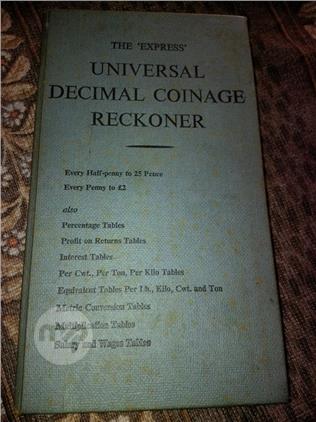 THE 'EXPRESS'
UNIVERSAL
DECIMAL COINAGE
RECKONER
Every Half-penny to 25 Pence
Every Penny to £2
also
Percentage Tables
Profit on Returns Tables
Interest Tables
Per Cwt., Per Ton, Per Kilo Tables
Equivalent Tables Per Lb., Kilo, Cwt. and Ton
Metric Conversion Tables
Multiplication Tables
Salary and Wages Tables